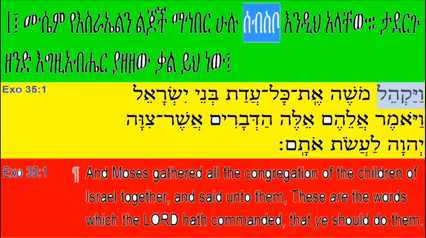 1፤ ሙሴም የእስራኤልን ልጆች ማኅበር ሁሉ ሰብስቦ እንዲህ አላቸው። ታደርጉ
ዘንድ እግዚአብሔር ያዘዘው ቃል ይህ ነው፤
Exo 35:1 וַיַּקְהֵל מֹשֶׁה אֶת־כָּל־עֲדַת בְּנֵי יִשְׂרָאֵל
וַיֹּאמֶר אֲלֵהֶם אֵלֶּה הַדְּבָרִים אֲשֶׁר־צִוָּה
יְהוָה לַעֲשֹׂת אֹתָם׃
Exo 35:1 ¶ And Moses gathered all the congregation of the children of
Israel together, and said unto them, These are the words
which the LORD hath commanded, that ye should do them.